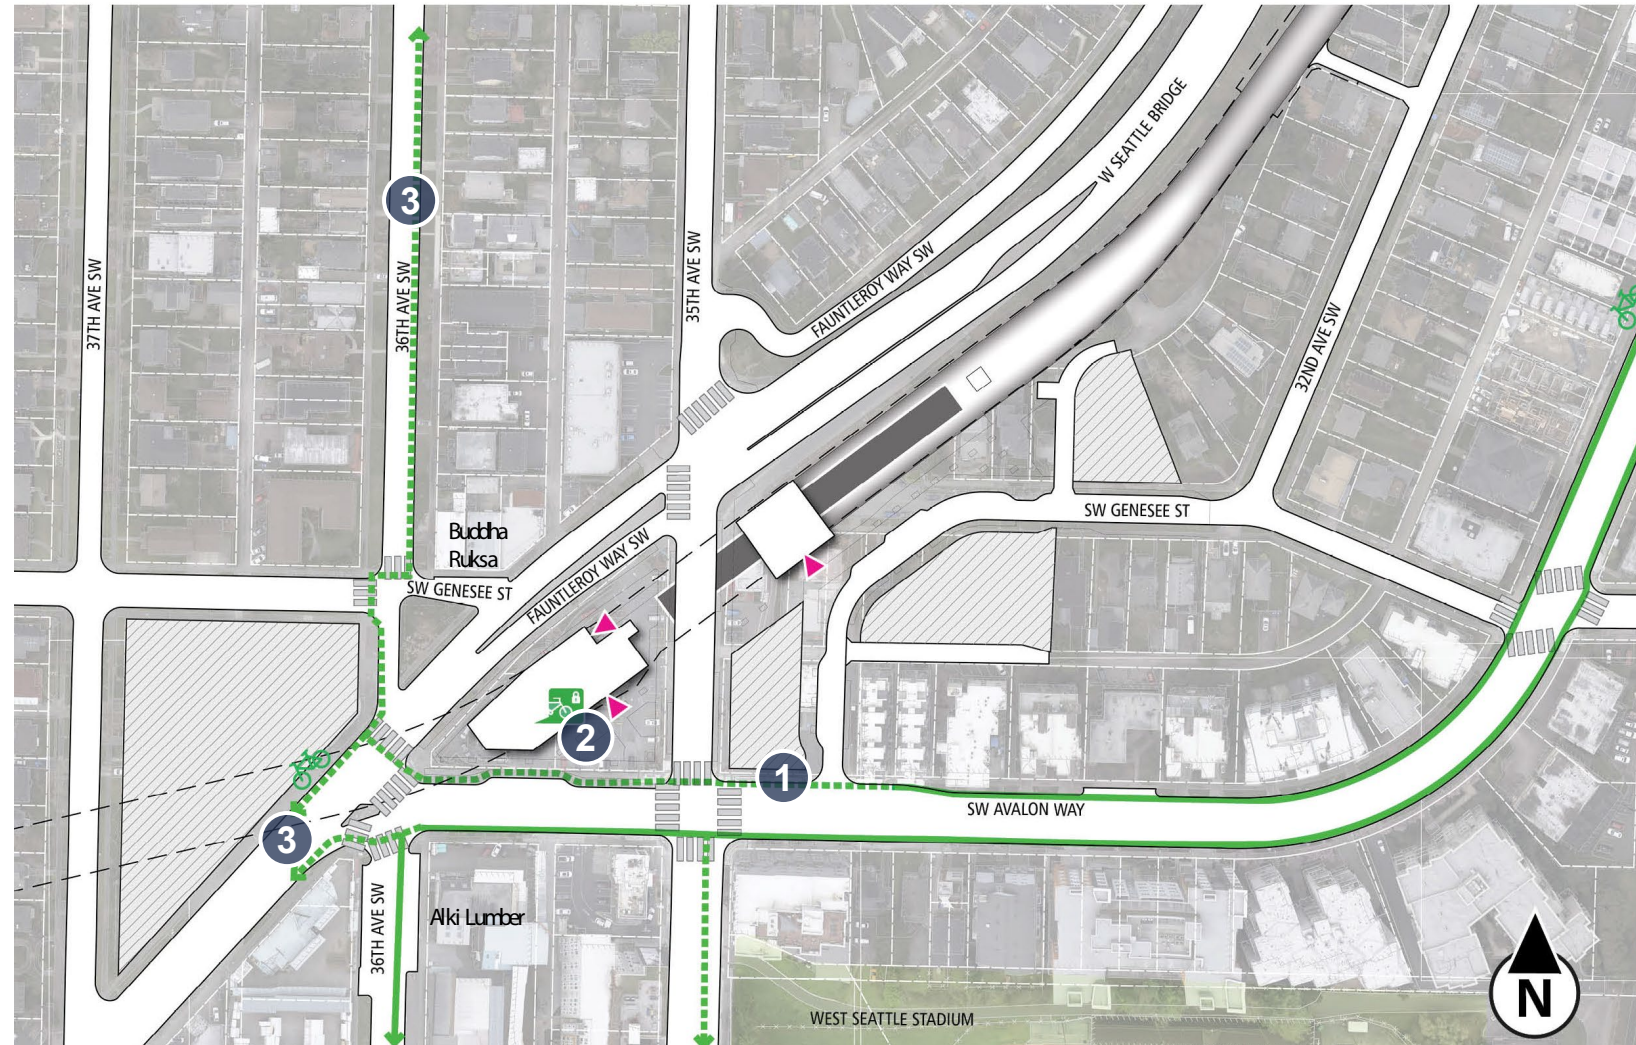 W SEATTLE BRIDGE
3
FAUNTLEROY WAY SW
37TH AVE SW
36TH AVE SW
35TH AVE SW
32ND AVE SW
SW GENESEE ST
Buddha
Ruksa
SW GENESEE ST
FAUNTLEROY WAY SW
2
1
SW AVALON WAY
3
36TH AVE SW
Alki Lumber
N
WEST SEATTLE STADIUM